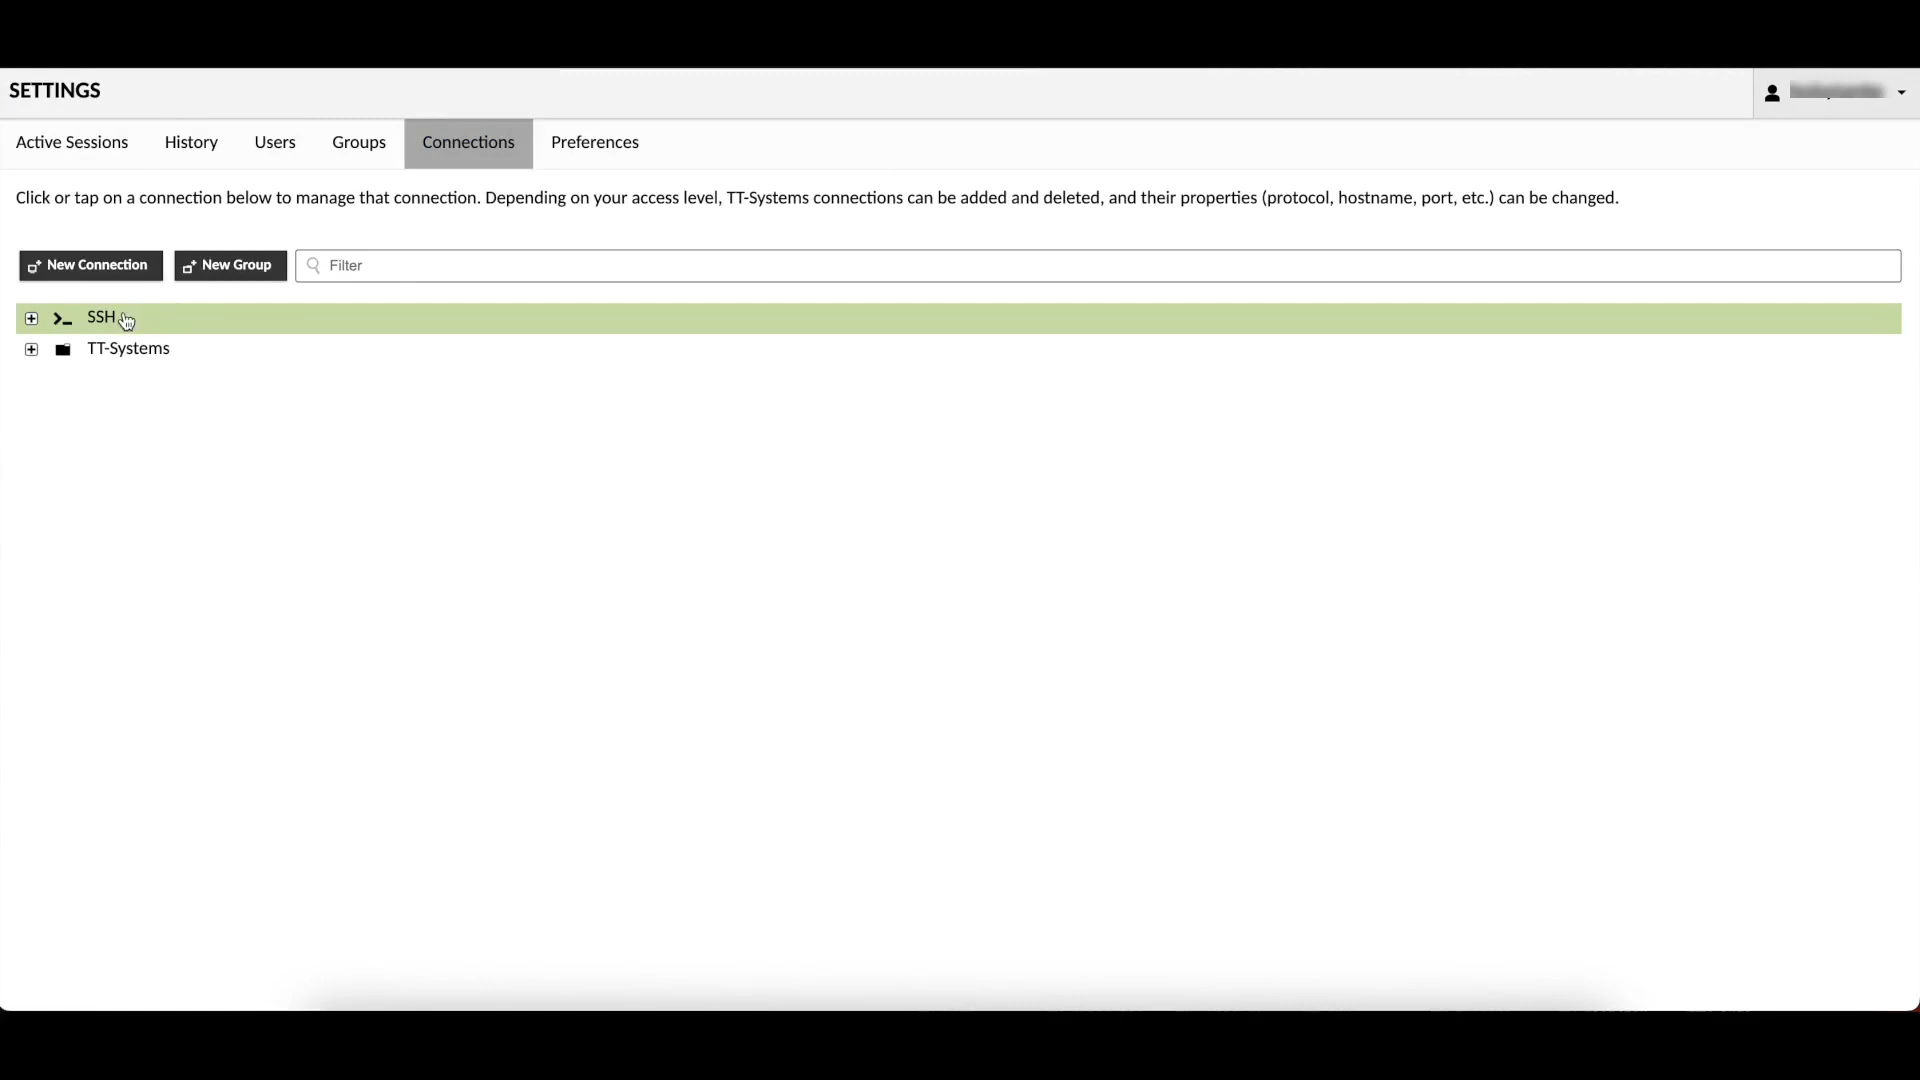 SETTINGS
Active Sessions History Users Groups Connections Preferences
Click or tap on a connection below to manage that connection. Depending on your access level, TT-Systems connections can be added and deleted, and their properties (protocol, hostname, port, etc.) can be changed.
New Connection New Group Filter
SSH
TT-Systems